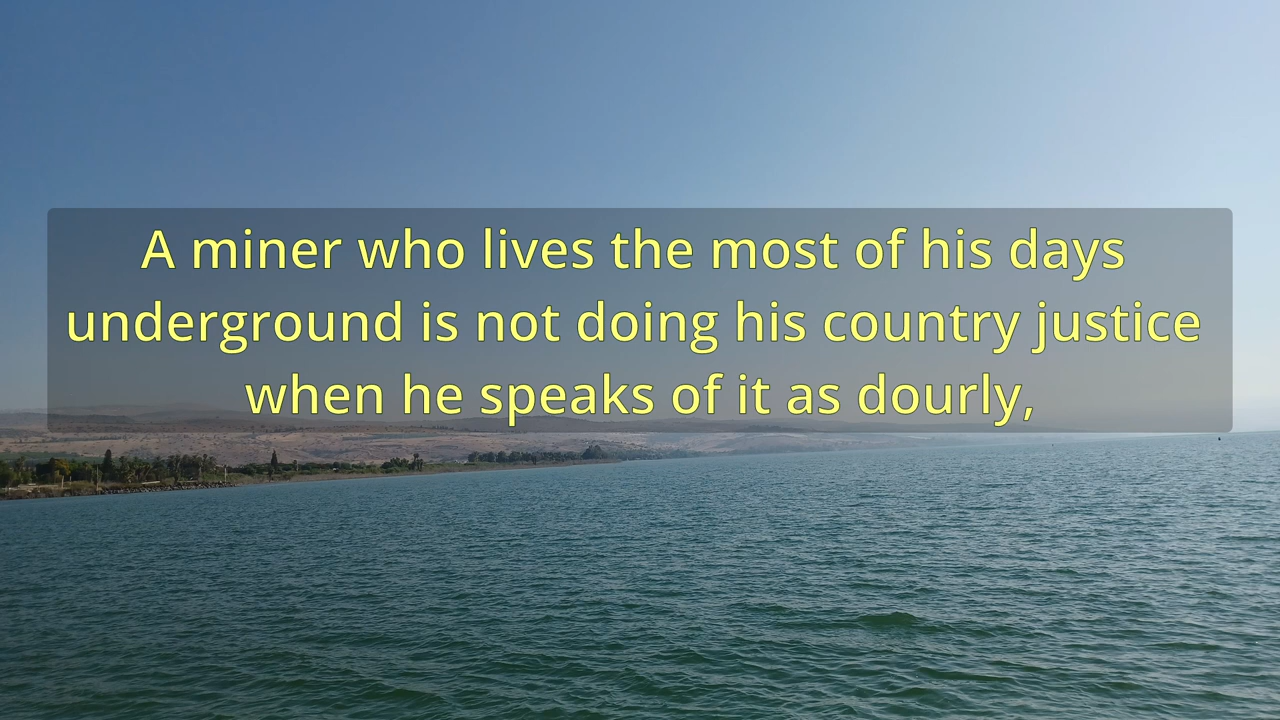 A miner who lives the most of his days
underground is not doing his country justice
when he speaks of it as dourly,